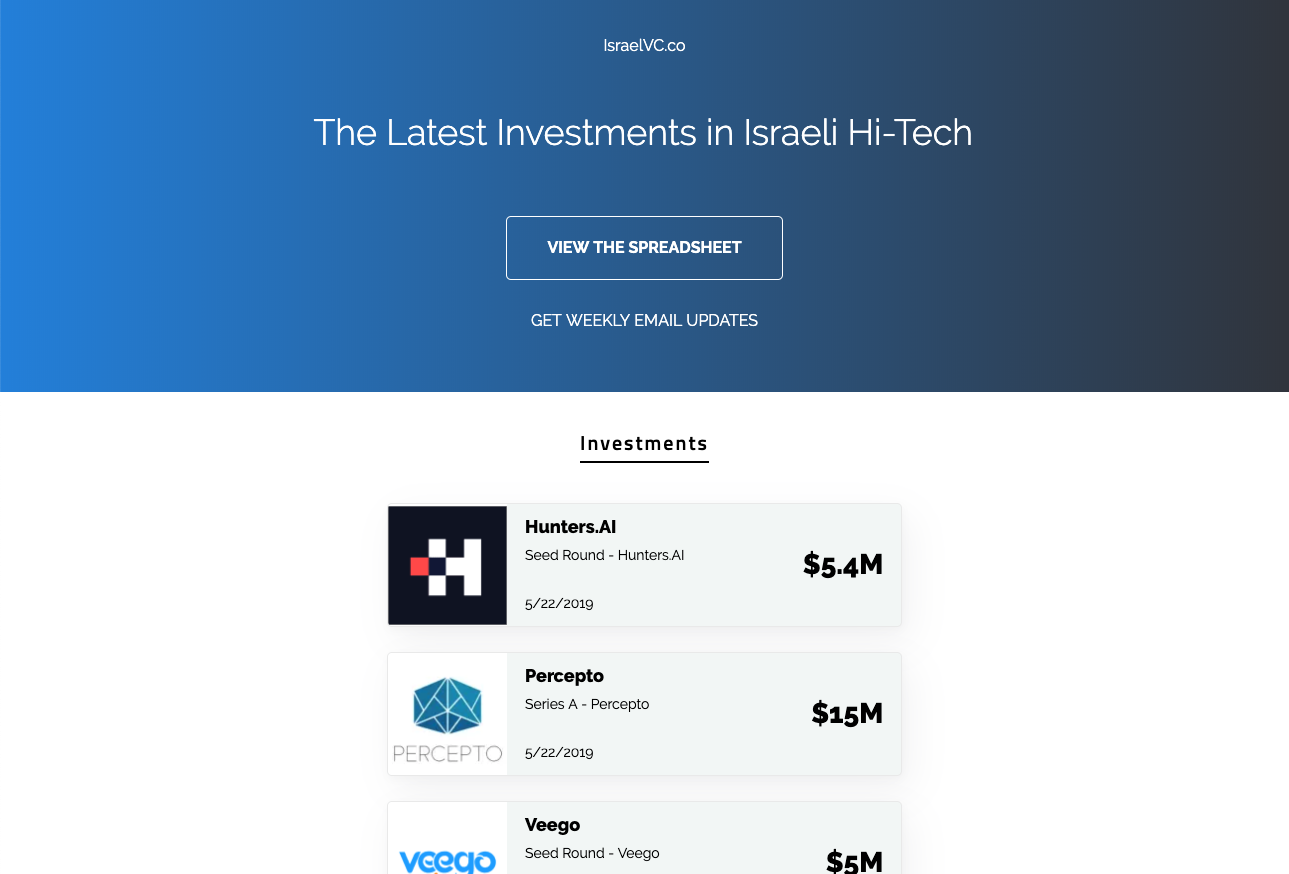 IsraelVC.co
The Latest Investments in Israeli Hi-Tech
VIEW THE SPREADSHEET
GET WEEKLY EMAIL UPDATES
Investments
Hunters.AI
Seed Round - Hunters.AI
$5.4M
5/22/2019
PERCEPTO
Percepto
Series A - Percepto
$15M
5/22/2019
veego
Veego
Seed Round - Veego
$5M